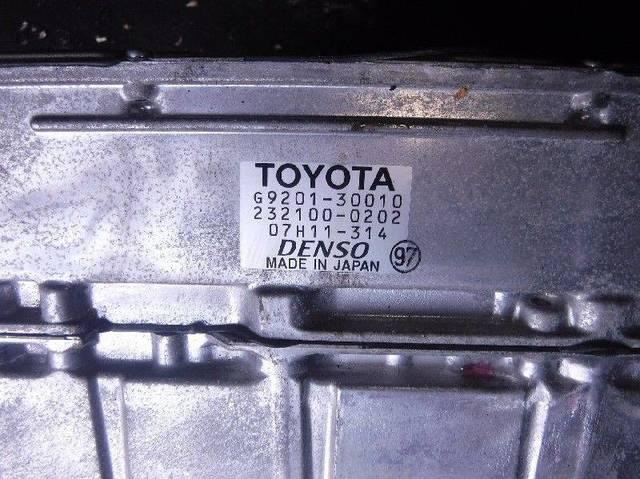 TOYOTA
G9201-30010
232100-0202
07H11-314
DENSO 97
MADE IN JAPAN